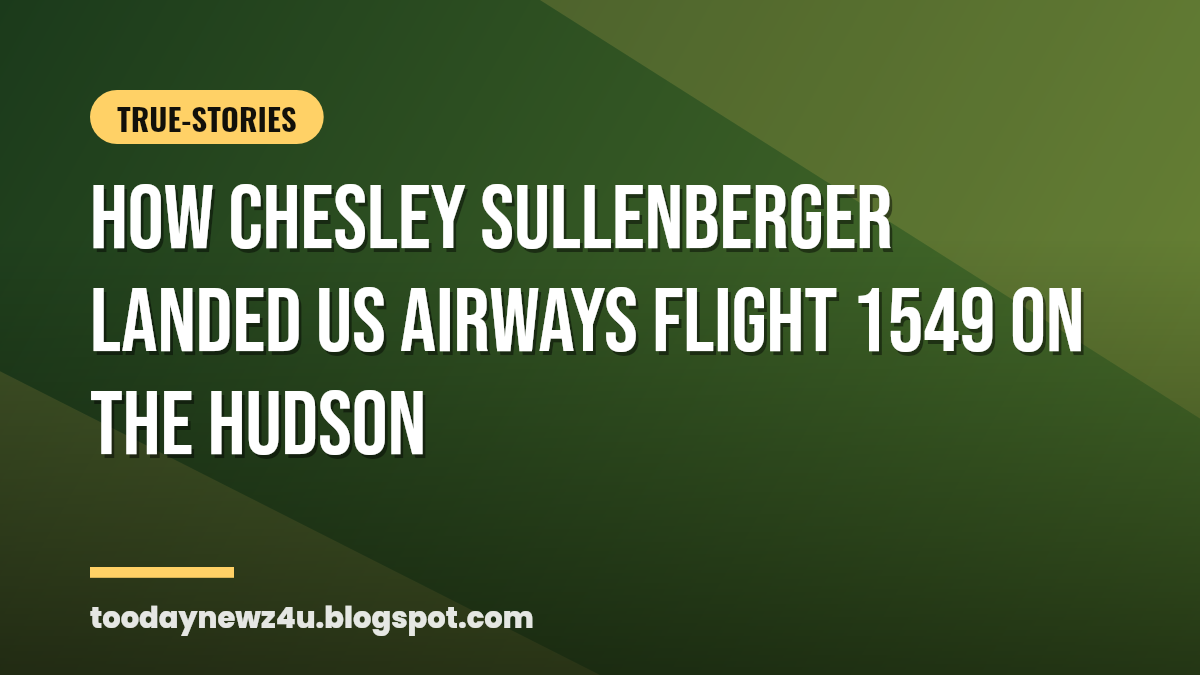 TRUE-STORIES
HOW CHESLEY SULLENBERGER
LANDED US AIRWAYS FLIGHT 1549 ON
THE HUDSON
toodaynewz4u.blogspot.com